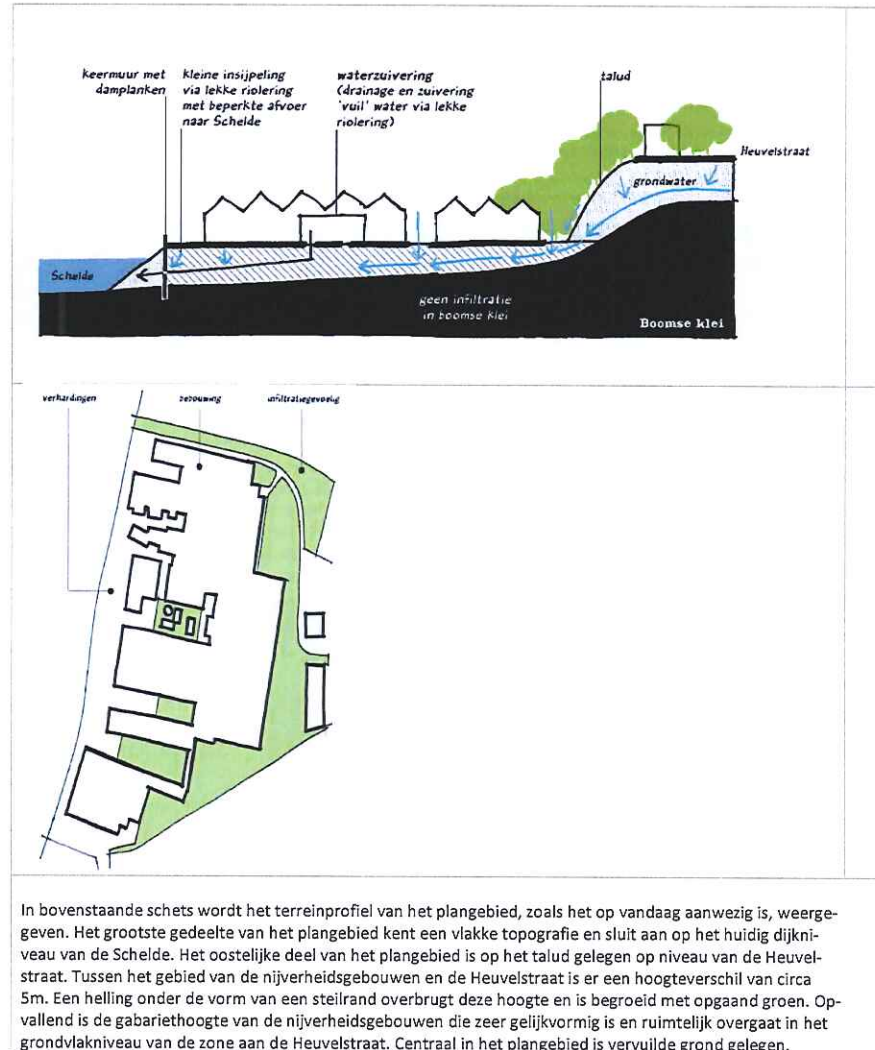 keermuur met damplanken
kleine insijpeling via lekke riolering met beperkte afvoer naar Schelde
waterzuivering (drainage en zuivering 'vuil' water via lekke riolering)
talud
Heuvelstraat
grondwater
Schelde
geen infiltratie in boomse klei
Boomse klei
verhardingen
bebouwing
infiltratiegevoelig
In bovenstaande schets wordt het terreinprofiel van het plangebied, zoals het op vandaag aanwezig is, weerge-
geven. Het grootste gedeelte van het plangebied kent een vlakke topografie en sluit aan op het huidig dijkni-
veau van de Schelde. Het oostelijke deel van het plangebied is op het talud gelegen op niveau van de Heuvel-
straat. Tussen het gebied van de nijverheidsgebouwen en de Heuvelstraat is er een hoogteverschil van circa
5m. Een helling onder de vorm van een steilrand overbrugt deze hoogte en is begroeid met opgaand groen. Op-
vallend is de gabariethoogte van de nijverheidsgebouwen die zeer gelijkvormig is en ruimtelijk overgaat in het
grondvlakniveau van de zone aan de Heuvelstraat. Centraal in het plangebied is vervuilde grond gelegen.